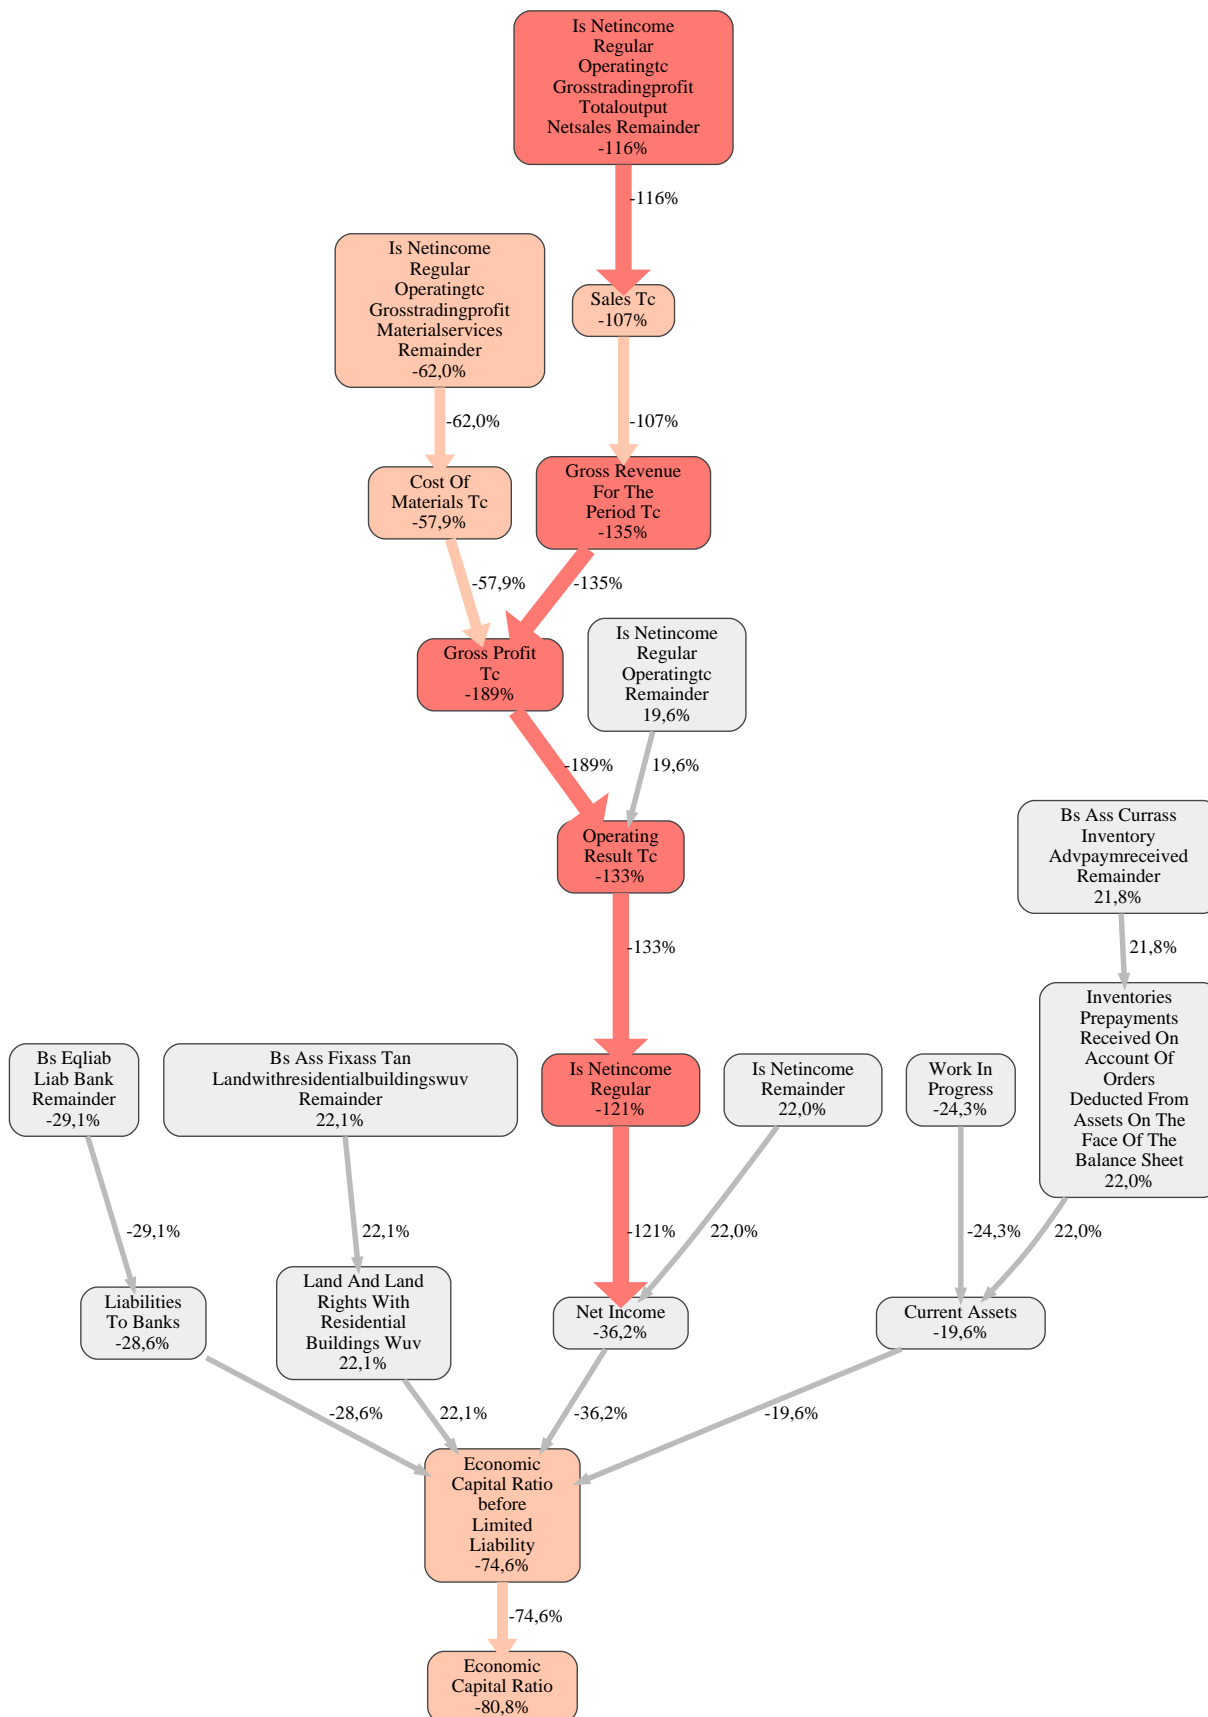 Is Netincome
Regular
Operatingtc
Grosstradingprofit
Totaloutput
Netsales Remainder
-116%
-116%
Is Netincome
Regular
Operatingtc
Grosstradingprofit
Materialservices
Remainder
-62,0%
Sales Tc
-107%
-62,0%
-107%
Cost Of
Materials Tc
-57,9%
Gross Revenue
For The
Period Tc
-135%
-57,9%
-135%
Gross Profit
Tc
-189%
Is Netincome
Regular
Operatingtc
Remainder
19,6%
-189%
19,6%
Operating
Result Tc
-133%
Bs Ass Currass
Inventory
Advpaymreceived
Remainder
21,8%
-133%
21,8%
Bs Eqliab
Liab Bank
Remainder
-29,1%
Bs Ass Fixass Tan
Landwithresidentialbuildingswuv
Remainder
22,1%
Is Netincome
Regular
-121%
Is Netincome
Remainder
22,0%
Work In
Progress
-24,3%
Inventories
Prepayments
Received On
Account Of
Orders
Deducted From
Assets On The
Face Of The
Balance Sheet
22,0%
-29,1%
22,1%
-121%
22,0%
-24,3%
22,0%
Liabilities
To Banks
-28,6%
Land And Land
Rights With
Residential
Buildings Wuv
22,1%
Net Income
-36,2%
Current Assets
-19,6%
-28,6%
22,1%
-36,2%
-19,6%
Economic
Capital Ratio
before
Limited
Liability
-74,6%
-74,6%
Economic
Capital Ratio
-80,8%